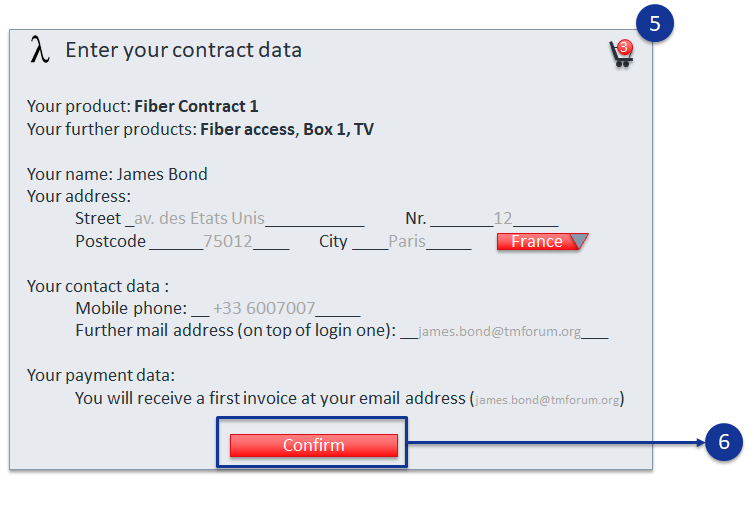 5
λ Enter your contract data 3
Your product: Fiber Contract 1
Your further products: Fiber access, Box 1, TV
Your name: James Bond
Your address:
Street _av. des Etats Unis___________ Nr. _______12_____
Postcode ______75012____ City ____Paris_____ France
Your contact data :
Mobile phone: __ +33 6007007_____
Further mail address (on top of login one): __james.bond@tmforum.org___
Your payment data:
You will receive a first invoice at your email address (james.bond@tmforum.org)
Confirm 6